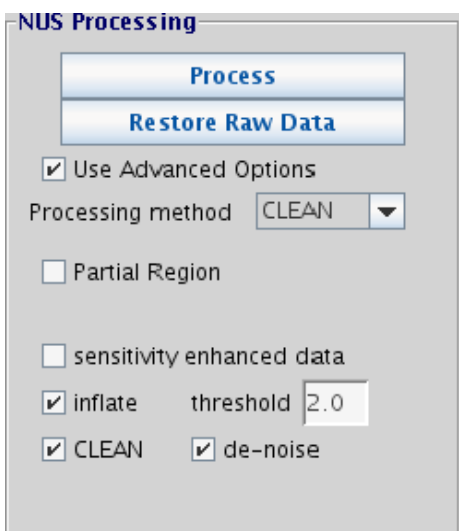 NUS Processing
Process
Restore Raw Data
Use Advanced Options
Processing method CLEAN
Partial Region
sensitivity enhanced data
inflate threshold 2.0
CLEAN de-noise